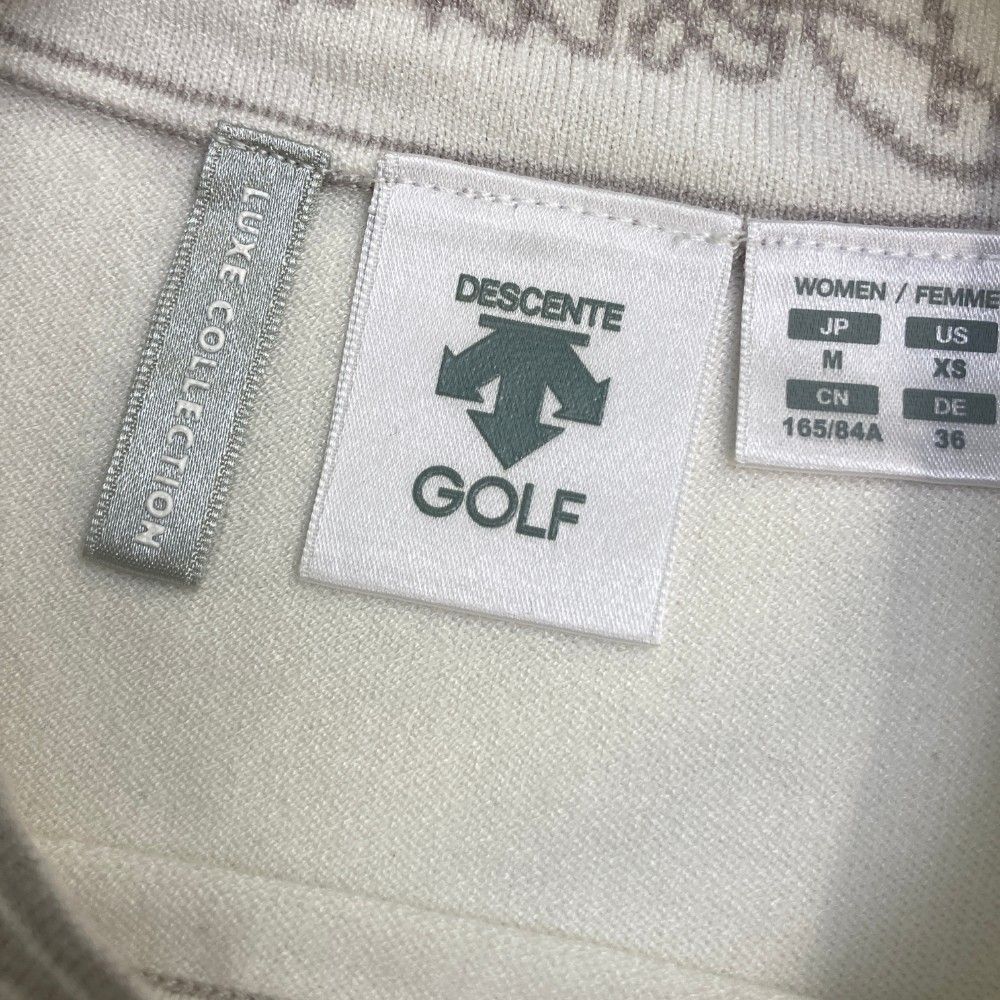 LUXE COLLECTION
DESCENTE
GOLF
WOMEN / FEMME
JP US
M XS
CN DE
165/84A 36